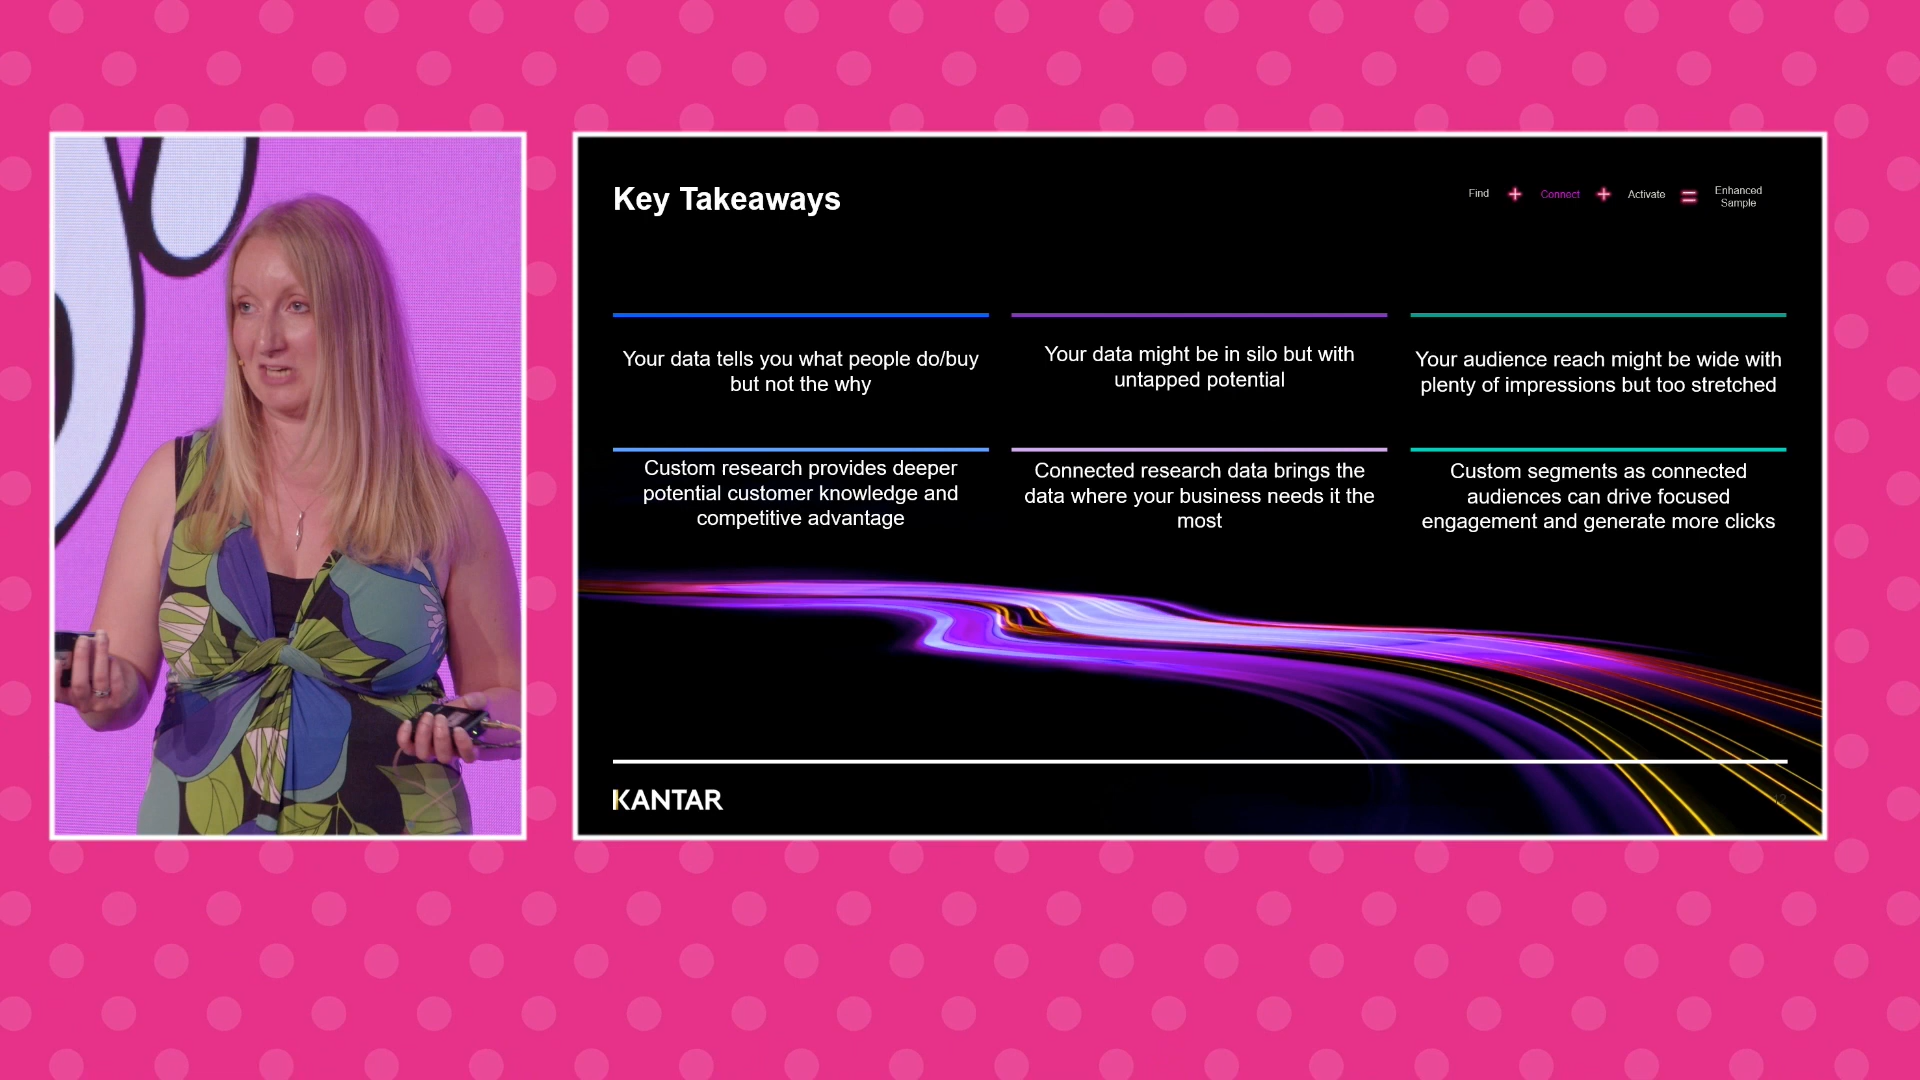 Key Takeaways
Find + Connect + Activate = Enhanced
Sample
Your data tells you what people do/buy
but not the why
Your data might be in silo but with
untapped potential
Your audience reach might be wide with
plenty of impressions but too stretched
Custom research provides deeper
potential customer knowledge and
competitive advantage
Connected research data brings the
data where your business needs it the
most
Custom segments as connected
audiences can drive focused
engagement and generate more clicks
KANTAR
12